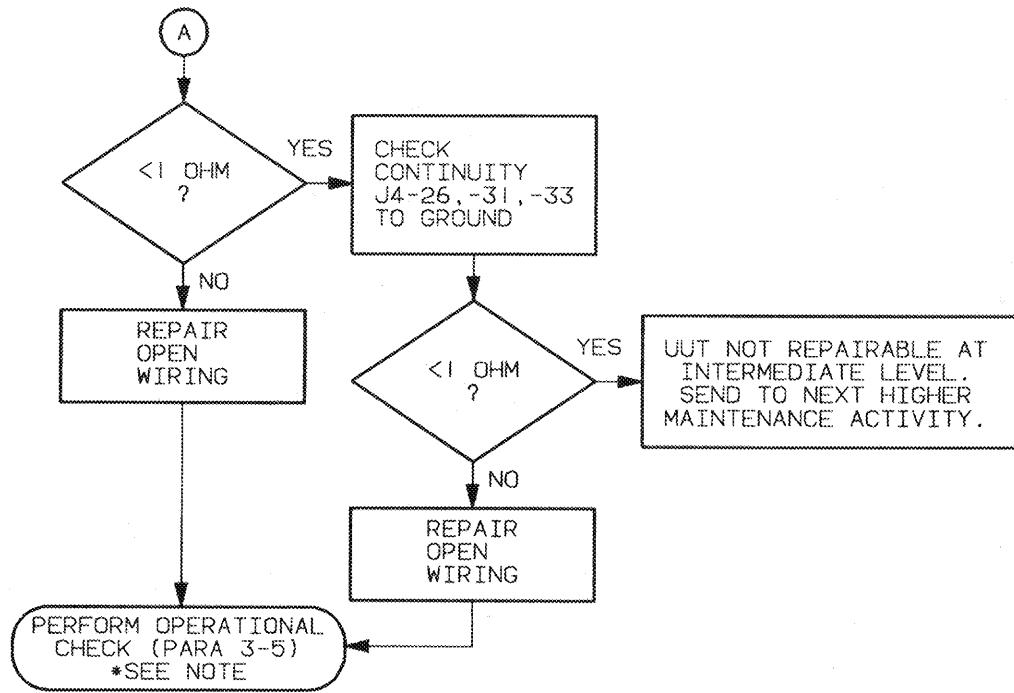 A
<1 OHM
?
YES
CHECK
CONTINUITY
J4-26,-31,-33
TO GROUND
NO
REPAIR
OPEN
WIRING
<1 OHM
?
YES
UUT NOT REPAIRABLE AT
INTERMEDIATE LEVEL.
SEND TO NEXT HIGHER
MAINTENANCE ACTIVITY.
NO
REPAIR
OPEN
WIRING
PERFORM OPERATIONAL
CHECK (PARA 3-5)
*SEE NOTE